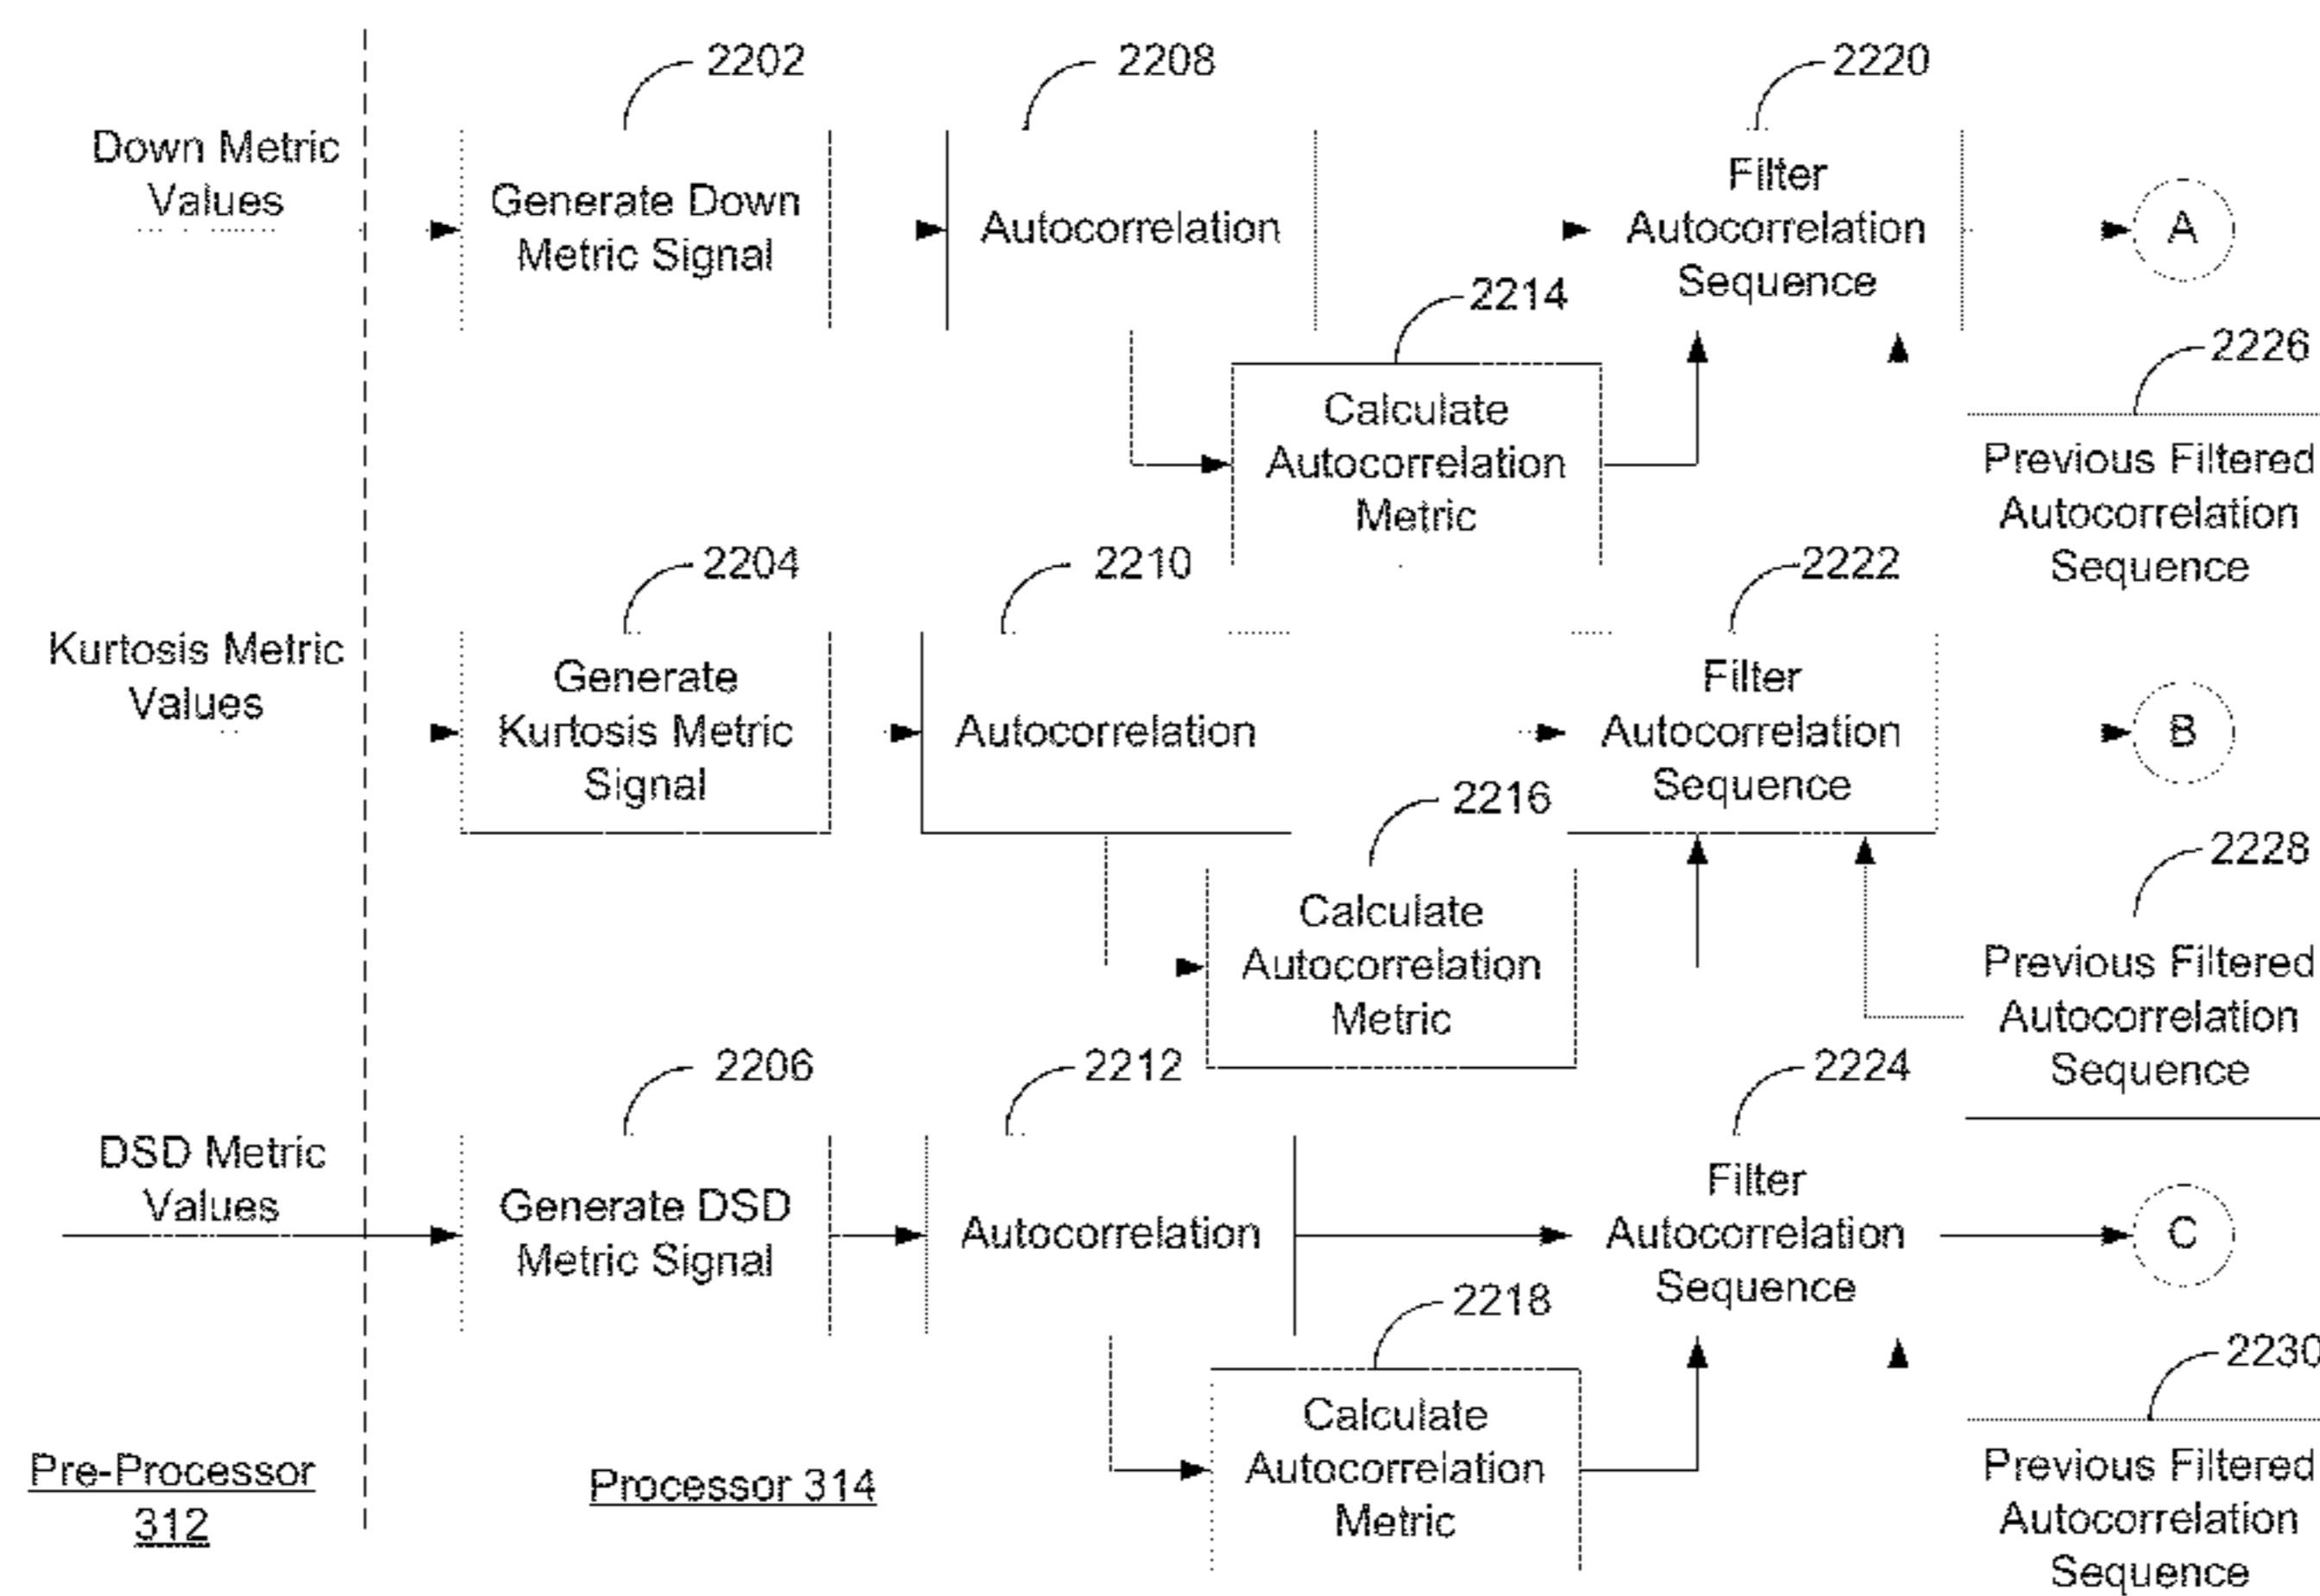 2202
2208
2220
Down Metric
Values
Generate Down
Metric Signal
Autocorrelation
Filter
Autocorrelation
Sequence
A
2214
2226
Calculate
Autocorrelation
Metric
Previous Filtered
Autocorrelation
Sequence
2204
2210
2222
Kurtosis Metric
Values
Generate
Kurtosis Metric
Signal
Autocorrelation
Filter
Autocorrelation
Sequence
B
2216
2228
Calculate
Autocorrelation
Metric
Previous Filtered
Autocorrelation
Sequence
2206
2212
2224
DSD Metric
Values
Generate DSD
Metric Signal
Autocorrelation
Filter
Autocorrelation
Sequence
C
2218
2230
Calculate
Autocorrelation
Metric
Previous Filtered
Autocorrelation
Sequence
Pre-Processor
312
Processor 314